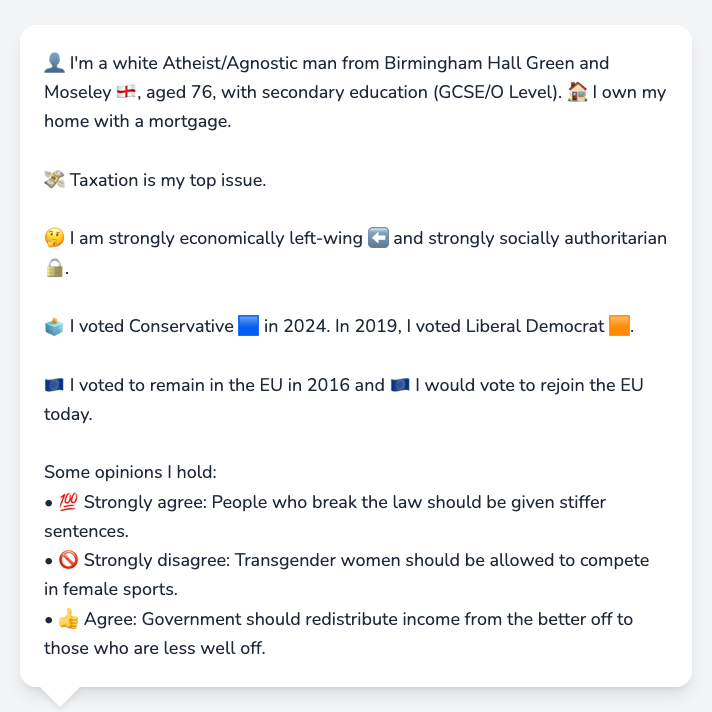 👤 I'm a white Atheist/Agnostic man from Birmingham Hall Green and
Moseley 🏴󠁧󠁢󠁥󠁮󠁧󠁿, aged 76, with secondary education (GCSE/O Level). 🏠 I own my
home with a mortgage.
💸 Taxation is my top issue.
🤔 I am strongly economically left-wing ⬅️ and strongly socially authoritarian
🔒.
🗳️ I voted Conservative 🟦 in 2024. In 2019, I voted Liberal Democrat 🟧.
🇪🇺 I voted to remain in the EU in 2016 and 🇪🇺 I would vote to rejoin the EU
today.
Some opinions I hold:
• 💯 Strongly agree: People who break the law should be given stiffer
sentences.
• 🚫 Strongly disagree: Transgender women should be allowed to compete
in female sports.
• 👍 Agree: Government should redistribute income from the better off to
those who are less well off.